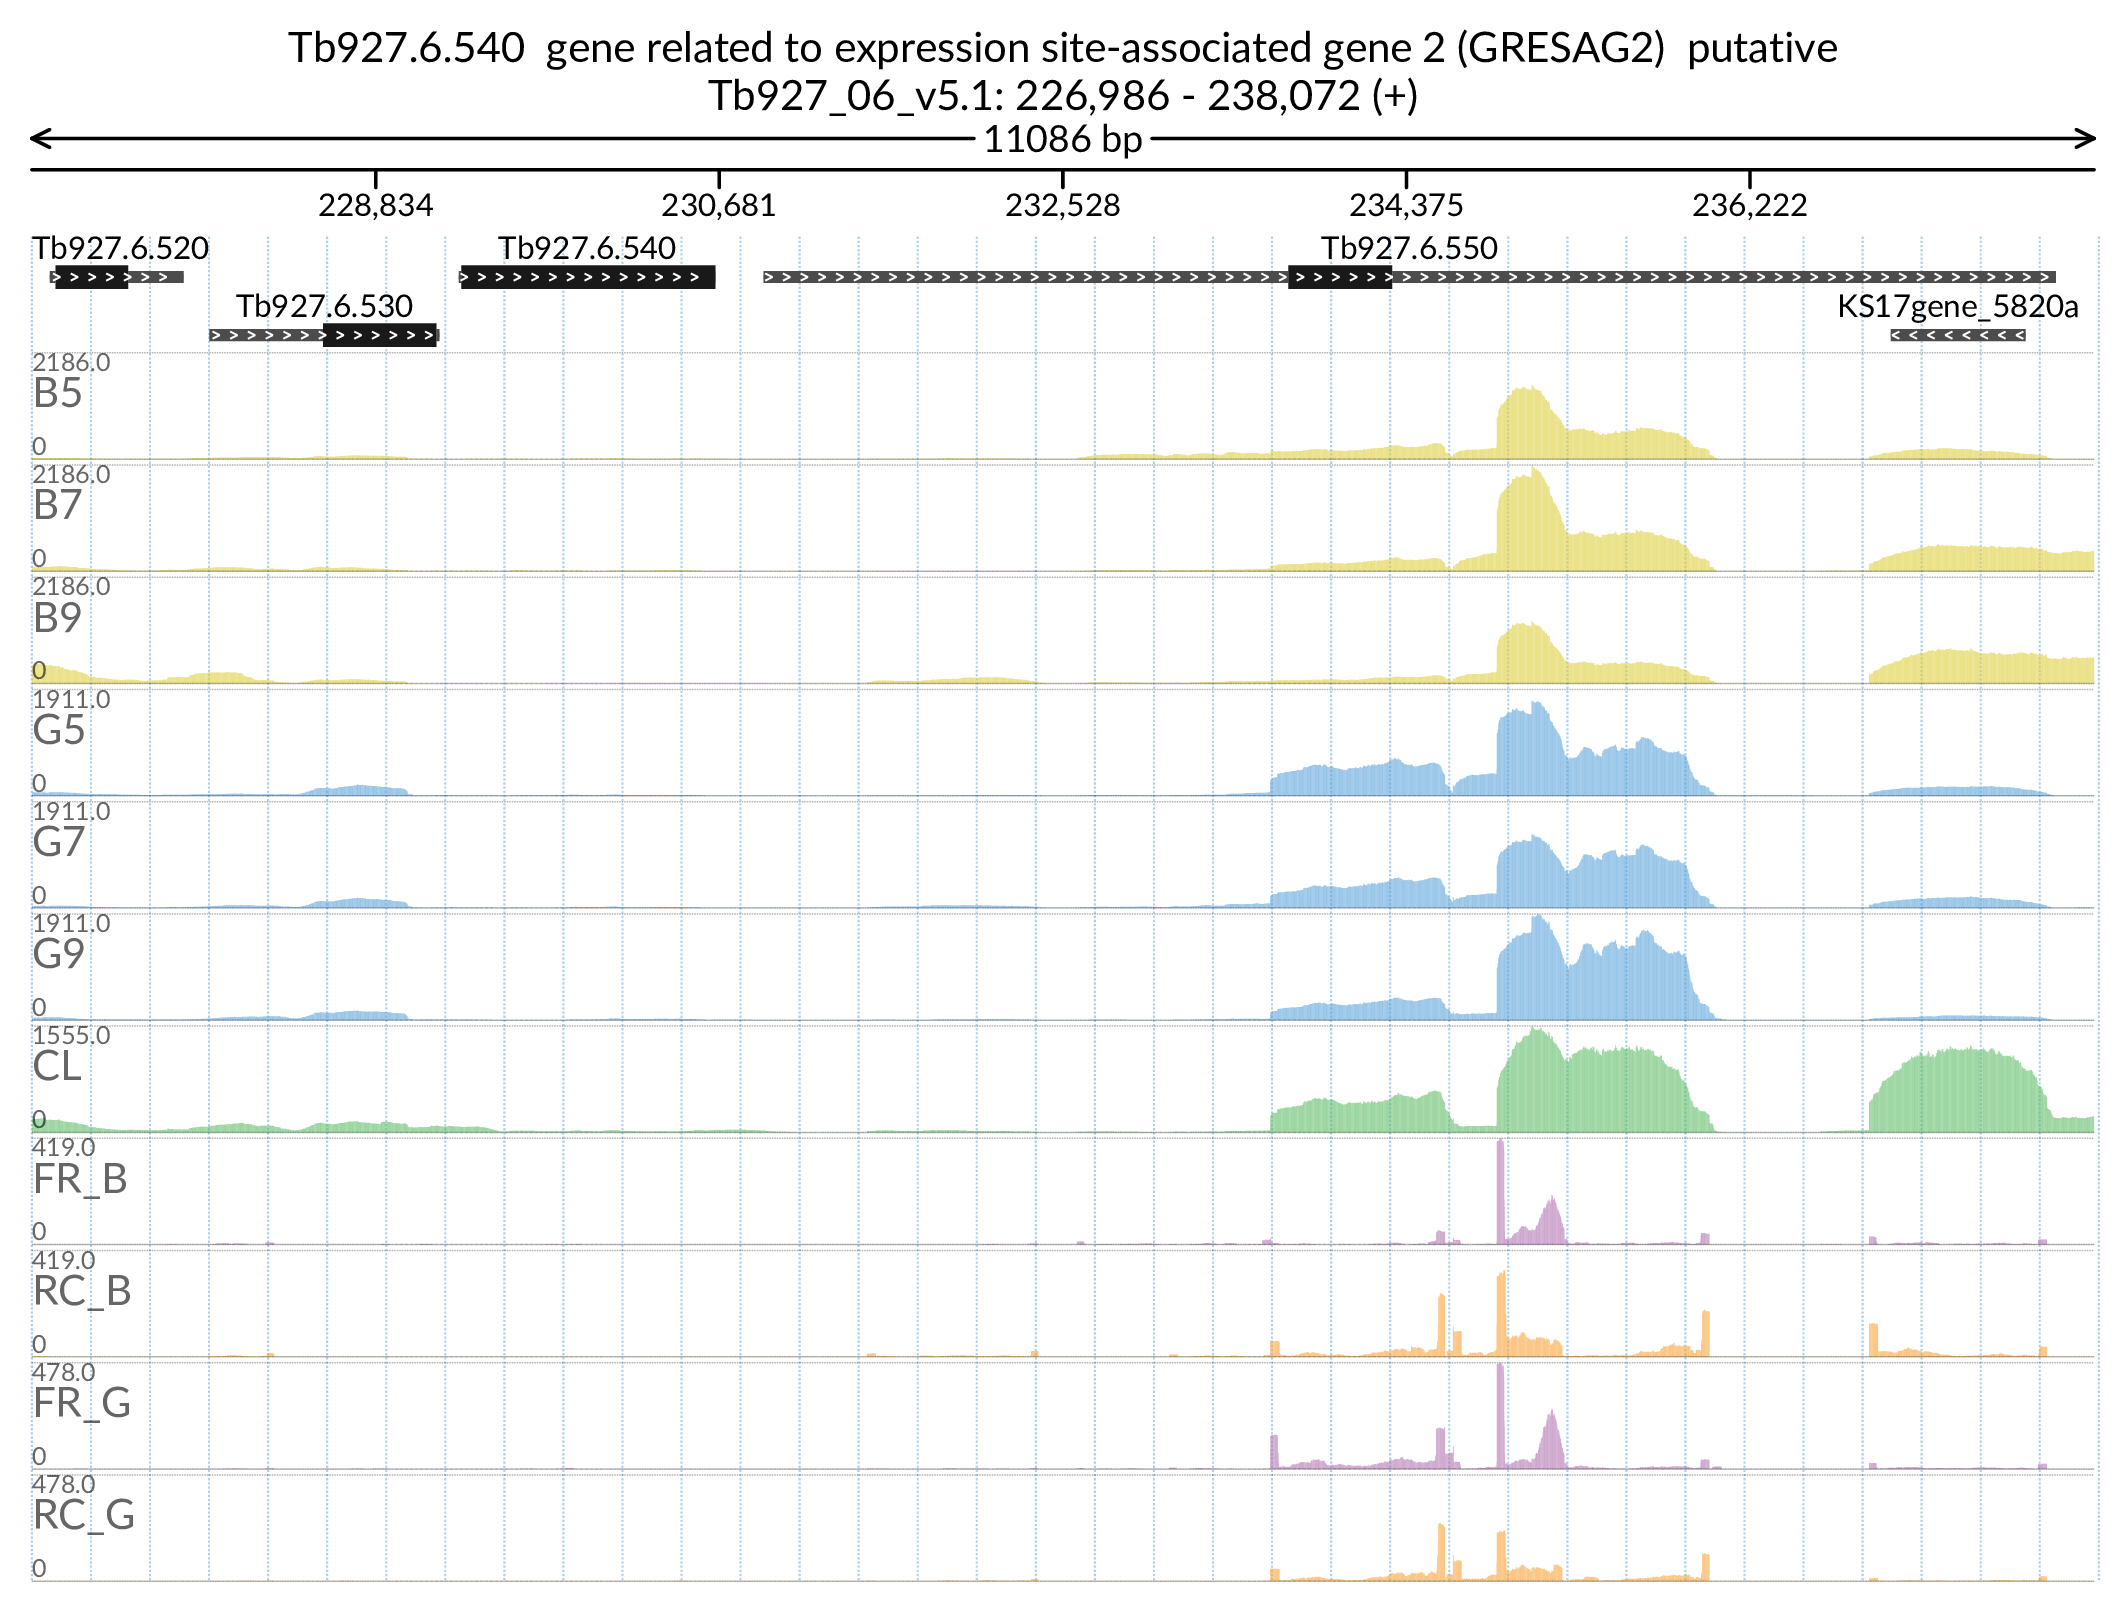 Tb927.6.540 gene related to expression site-associated gene 2 (GRESAG2) putative
Tb927_06_v5.1: 226,986 - 238,072 (+)
11086 bp
228,834 230,681 232,528 234,375 236,222
Tb927.6.520 Tb927.6.540 Tb927.6.550
Tb927.6.530 KS17gene_5820a
2186.0
B5
0
2186.0
B7
0
2186.0
B9
0
1911.0
G5
0
1911.0
G7
0
1911.0
G9
0
1555.0
CL
0
419.0
FR_B
0
419.0
RC_B
0
478.0
FR_G
0
478.0
RC_G
0